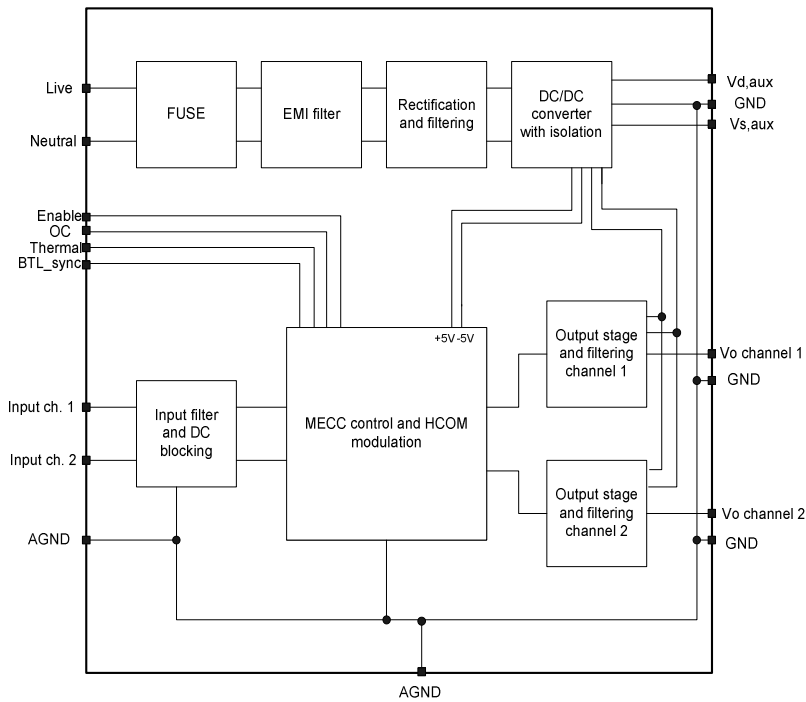 Live
FUSE
EMI filter
Rectification
and filtering
DC/DC
converter
with isolation
Vd,aux
GND
Vs,aux
Neutral
Enable
OC
Thermal
BTL_sync
+5V-5V
Output stage
and filtering
channel 1
Vo channel 1
GND
Input ch. 1
Input filter
and DC
blocking
MECC control and HCOM
modulation
Input ch. 2
Output stage
and filtering
channel 2
Vo channel 2
GND
AGND
AGND